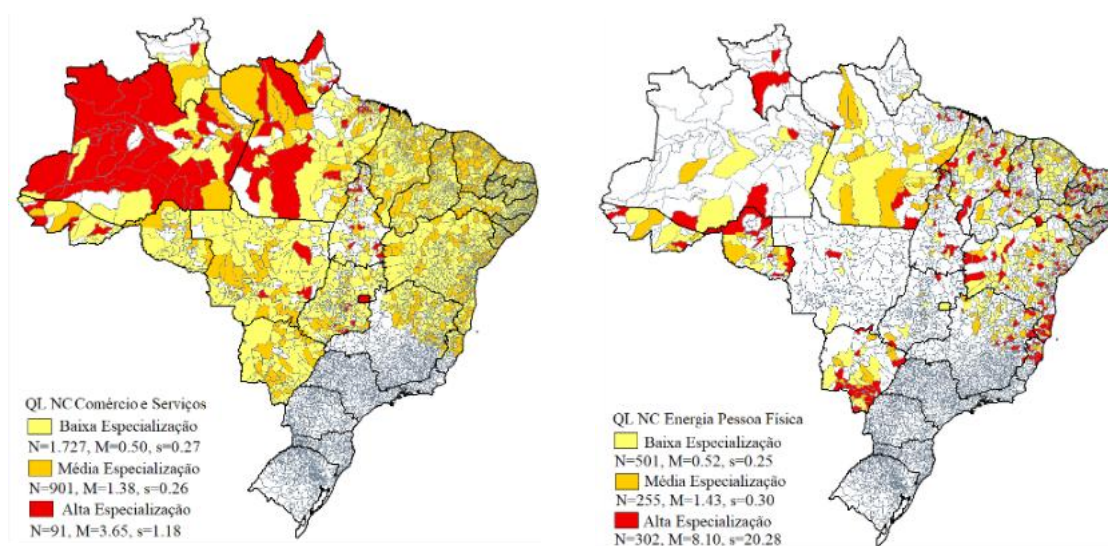 QL NC Comércio e Serviços
Baixa Especialização
N=1.727, M=0.50, s=0.27
Média Especialização
N=901, M=1.38, s=0.26
Alta Especialização
N=91, M=3.65, s=1.18
QL NC Energia Pessoa Física
Baixa Especialização
N=501, M=0.52, s=0.25
Média Especialização
N=255, M=1.43, s=0.30
Alta Especialização
N=302, M=8.10, s=20.28